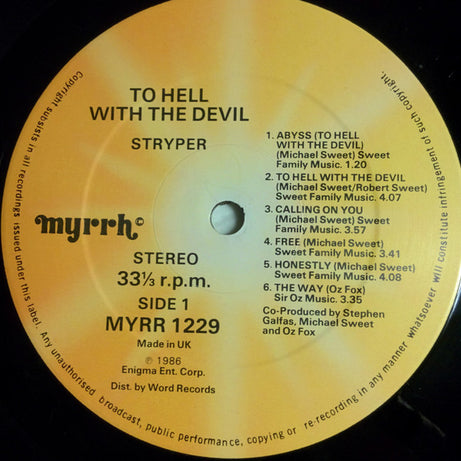 TO HELL
WITH THE DEVIL
STRYPER
myrrh©
STEREO
33⅓ r.p.m.
SIDE 1
MYRR 1229
Made in UK
℗ 1986
Enigma Ent. Corp.
Dist. by Word Records
1. ABYSS (TO HELL
WITH THE DEVIL)
(Michael Sweet) Sweet
Family Music. 1.20
2. TO HELL WITH THE DEVIL
(Michael Sweet/Robert Sweet)
Sweet Family Music. 4.07
3. CALLING ON YOU
(Michael Sweet) Sweet
Family Music. 3.57
4. FREE (Michael Sweet)
Sweet Family Music. 3.41
5. HONESTLY (Michael Sweet)
Sweet Family Music. 4.08
6. THE WAY (Oz Fox)
Sir Oz Music. 3.35
Co-Produced by Stephen
Galfas, Michael Sweet
and Oz Fox
Copyright subsists in all recordings issued under this label. Any unauthorised broadcast, public performance, copying or re-recording in any manner whatsoever will constitute infringement of such copyright.